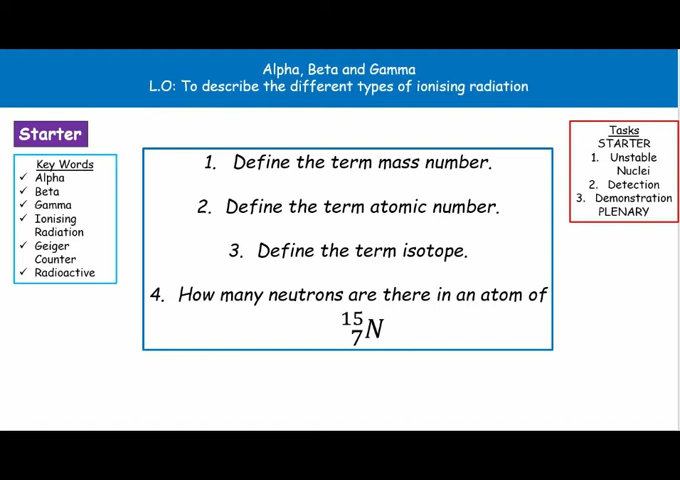 Alpha, Beta and Gamma
L.O: To describe the different types of ionising radiation
Starter
Key Words
✓ Alpha
✓ Beta
✓ Gamma
✓ Ionising
Radiation
✓ Geiger
Counter
✓ Radioactive
1. Define the term mass number.
2. Define the term atomic number.
3. Define the term isotope.
4. How many neutrons are there in an atom of
¹⁵₇N
Tasks
STARTER
1. Unstable
Nuclei
2. Detection
3. Demonstration
PLENARY